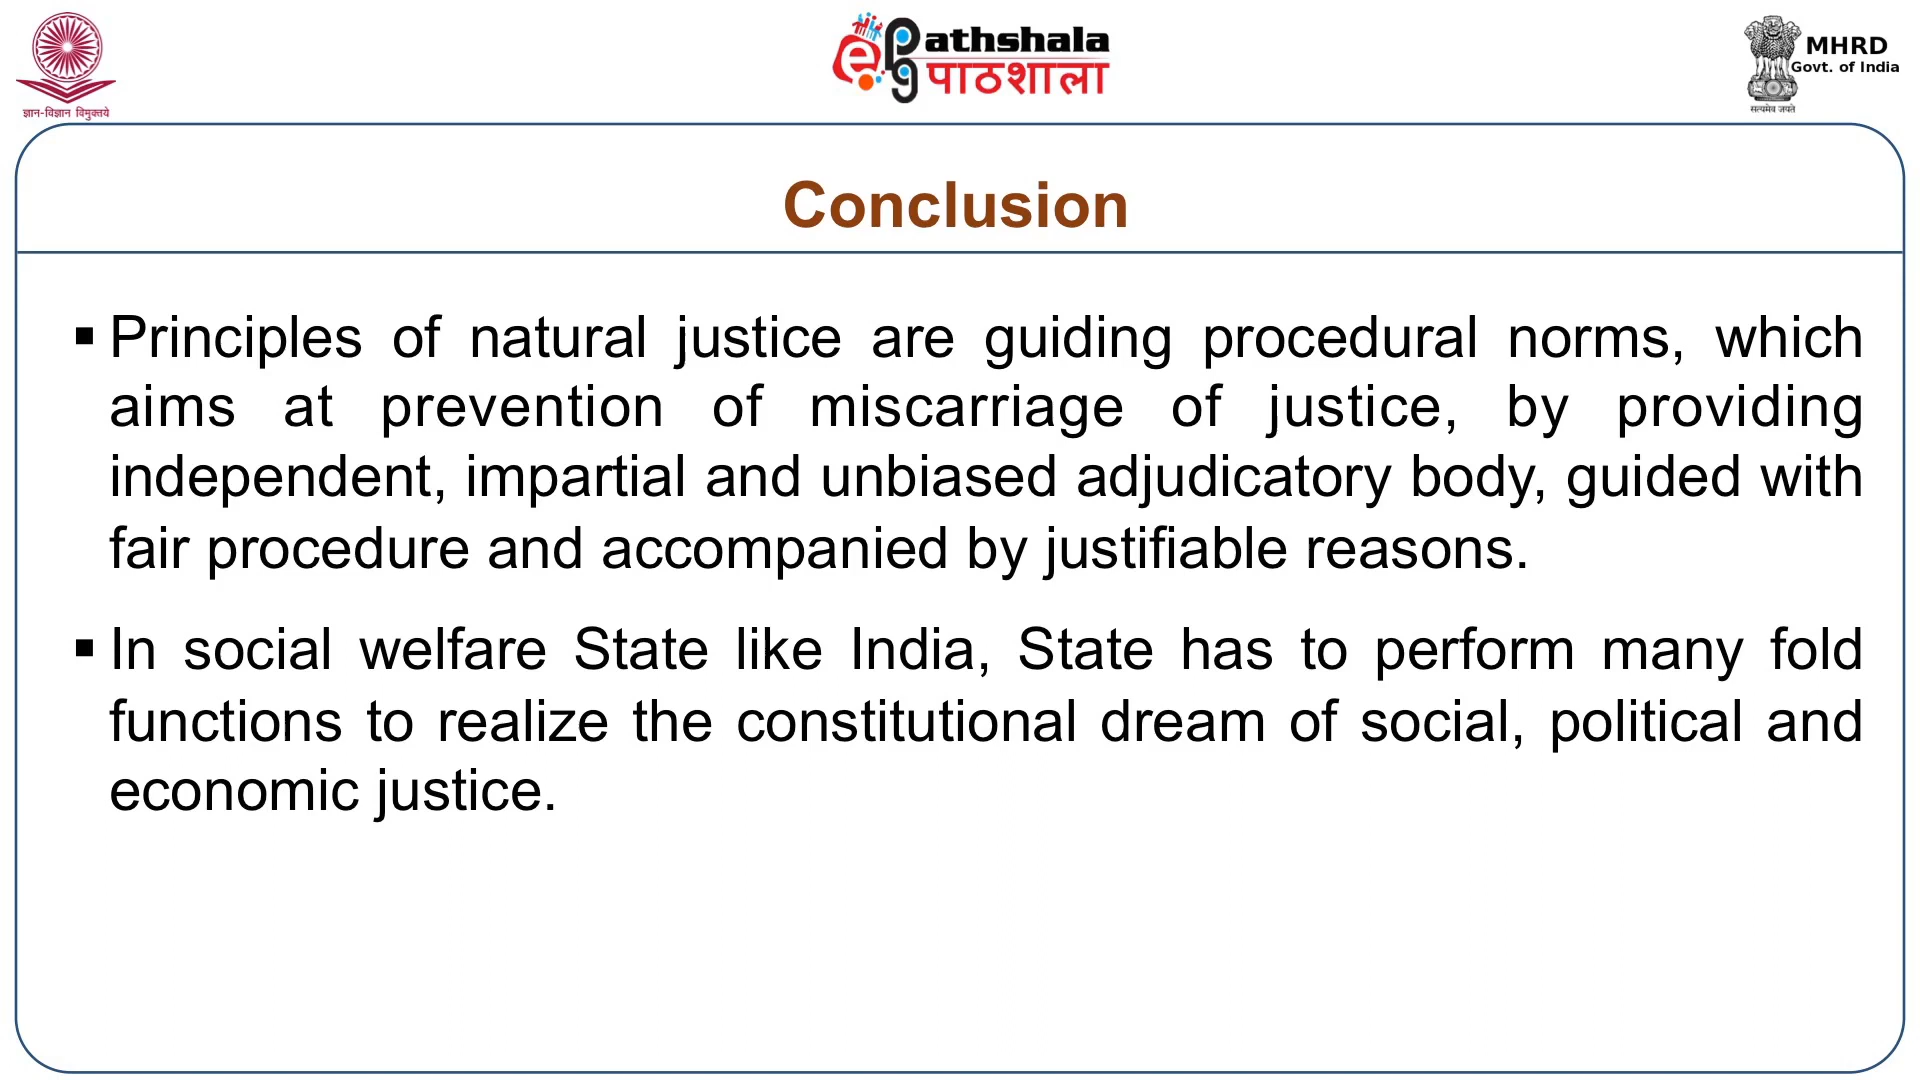 ज्ञान-विज्ञान विमुक्तये
ePG Pathshala
पाठशाला
MHRD
Govt. of India
सत्यमेव जयते
Conclusion
▪ Principles of natural justice are guiding procedural norms, which
aims at prevention of miscarriage of justice, by providing
independent, impartial and unbiased adjudicatory body, guided with
fair procedure and accompanied by justifiable reasons.
▪ In social welfare State like India, State has to perform many fold
functions to realize the constitutional dream of social, political and
economic justice.